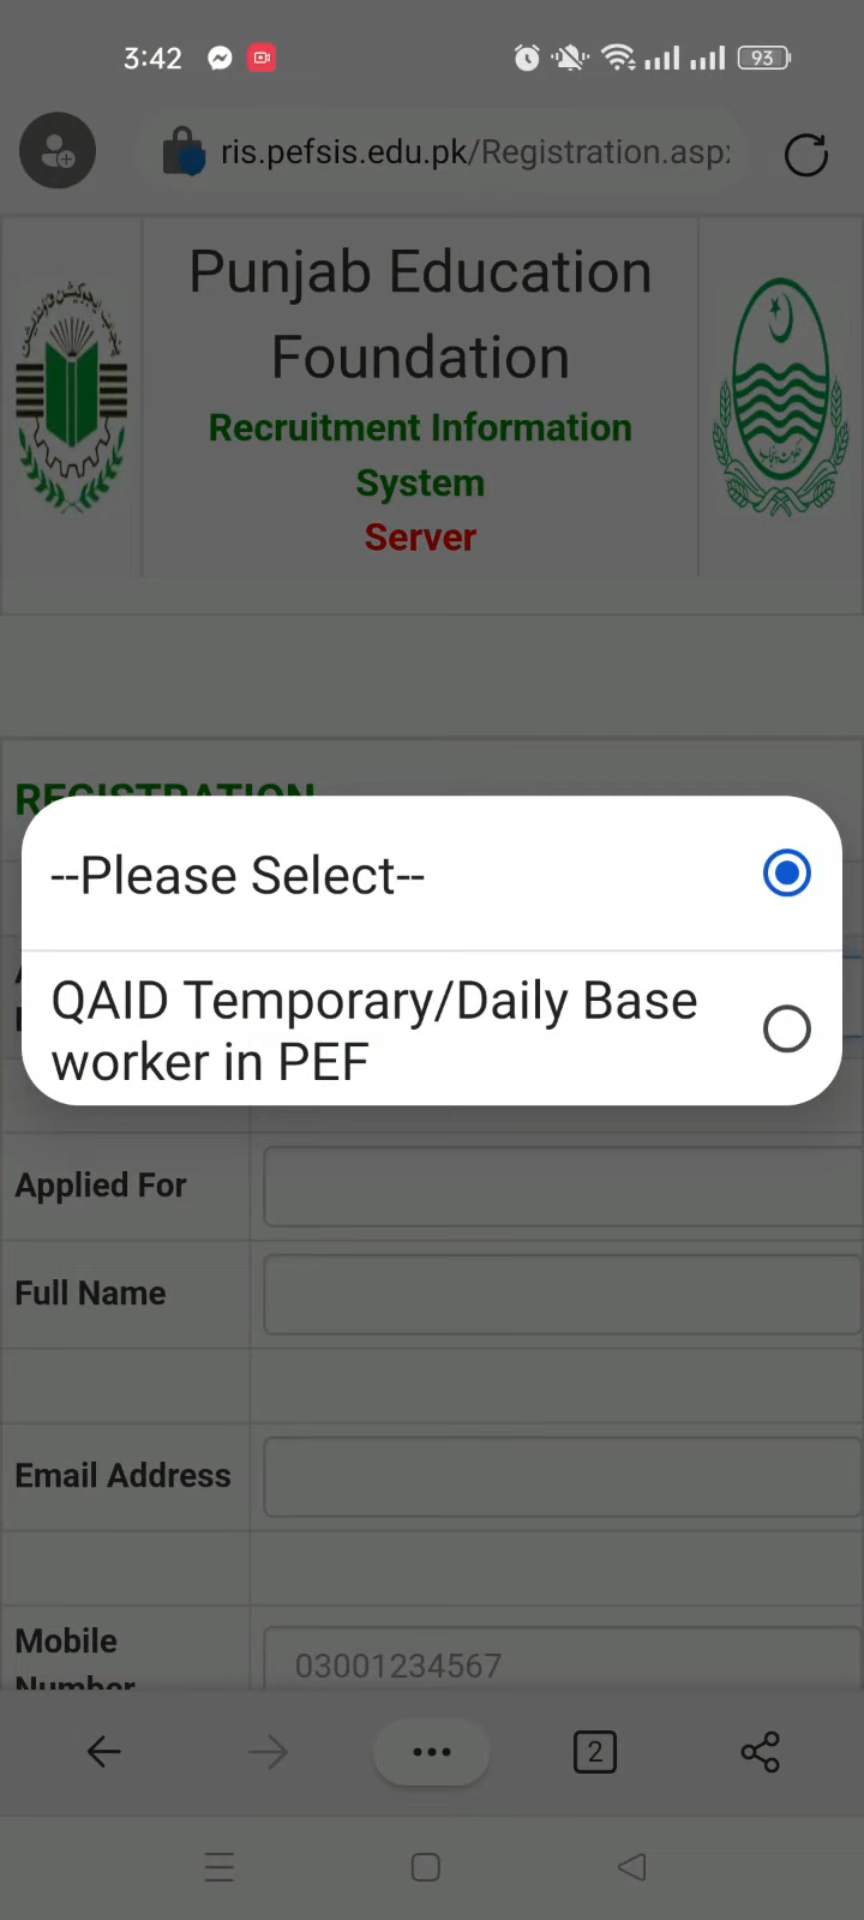 3:42
93
ris.pefsis.edu.pk/Registration.asp
Punjab Education
Foundation
Recruitment Information
System
Server
REGISTRATION
--Please Select--
QAID Temporary/Daily Base
worker in PEF
Applied For
Full Name
Email Address
Mobile
Number
03001234567
2